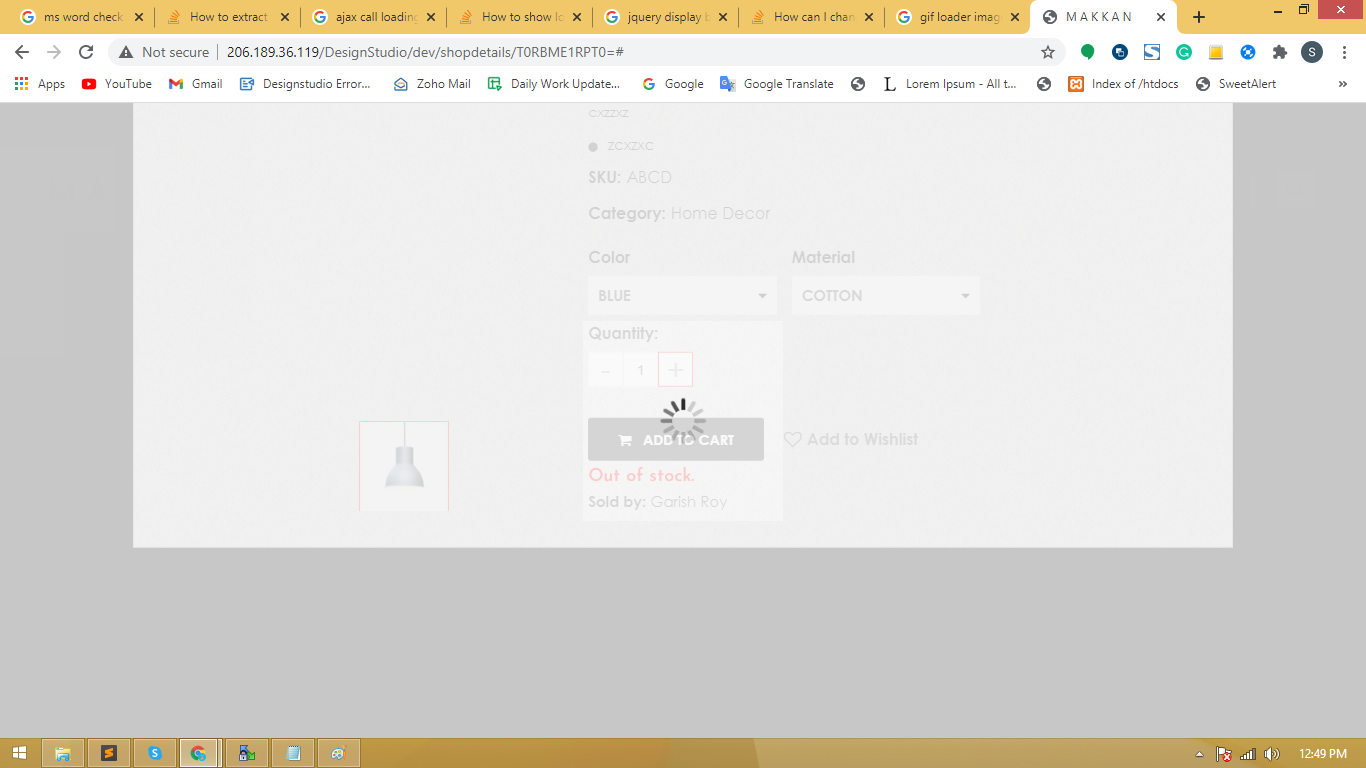 ms word check
How to extract
ajax call loading
How to show lo
jquery display b
How can I chan
gif loader imag
M A K K A N
Not secure
206.189.36.119/DesignStudio/dev/shopdetails/T0RBME1RPT0=#
S
Apps
YouTube
Gmail
Designstudio Error...
Zoho Mail
Daily Work Update...
Google
Google Translate
Lorem Ipsum - All t...
Index of /htdocs
SweetAlert
»
CXZZXZ
ZCXZXC
SKU: ABCD
Category: Home Decor
Color
Material
BLUE
COTTON
Quantity:
- 1 +
ADD TO CART
Add to Wishlist
Out of stock.
Sold by: Garish Roy
12:49 PM